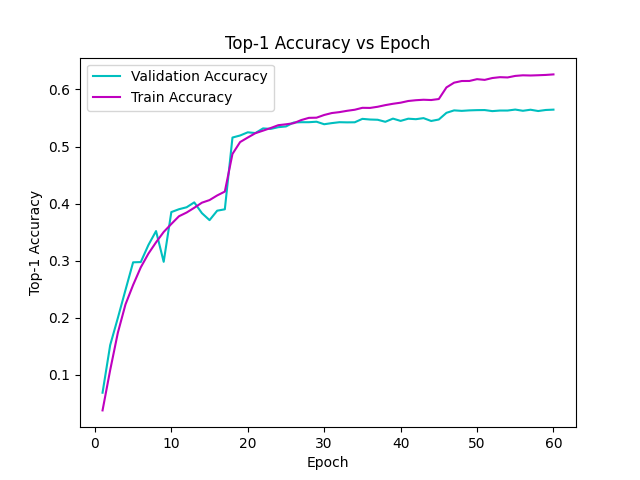 Top-1 Accuracy vs Epoch
Validation Accuracy
Train Accuracy
Top-1 Accuracy
0.6
0.5
0.4
0.3
0.2
0.1
0 10 20 30 40 50 60
Epoch